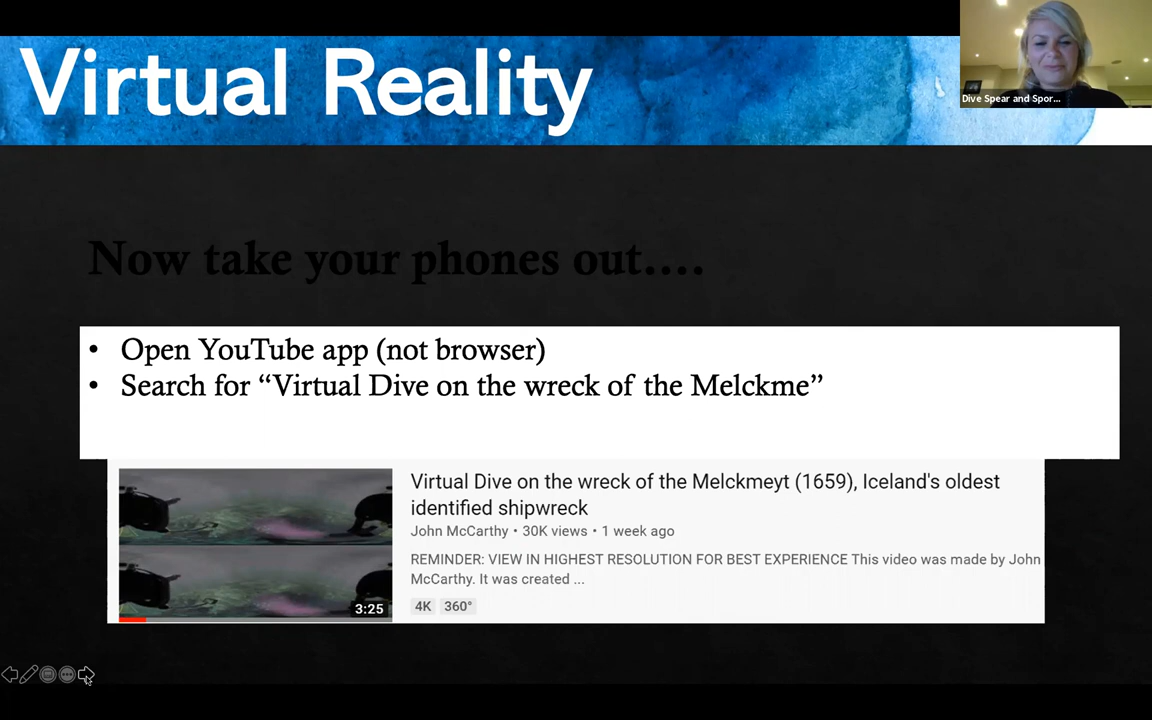 Virtual Reality
Dive Spear and Spor...
Now take your phones out....
• Open YouTube app (not browser)
• Search for “Virtual Dive on the wreck of the Melckme”
Virtual Dive on the wreck of the Melckmeyt (1659), Iceland's oldest
identified shipwreck
John McCarthy • 30K views • 1 week ago
REMINDER: VIEW IN HIGHEST RESOLUTION FOR BEST EXPERIENCE This video was made by John
McCarthy. It was created ...
3:25
4K 360°